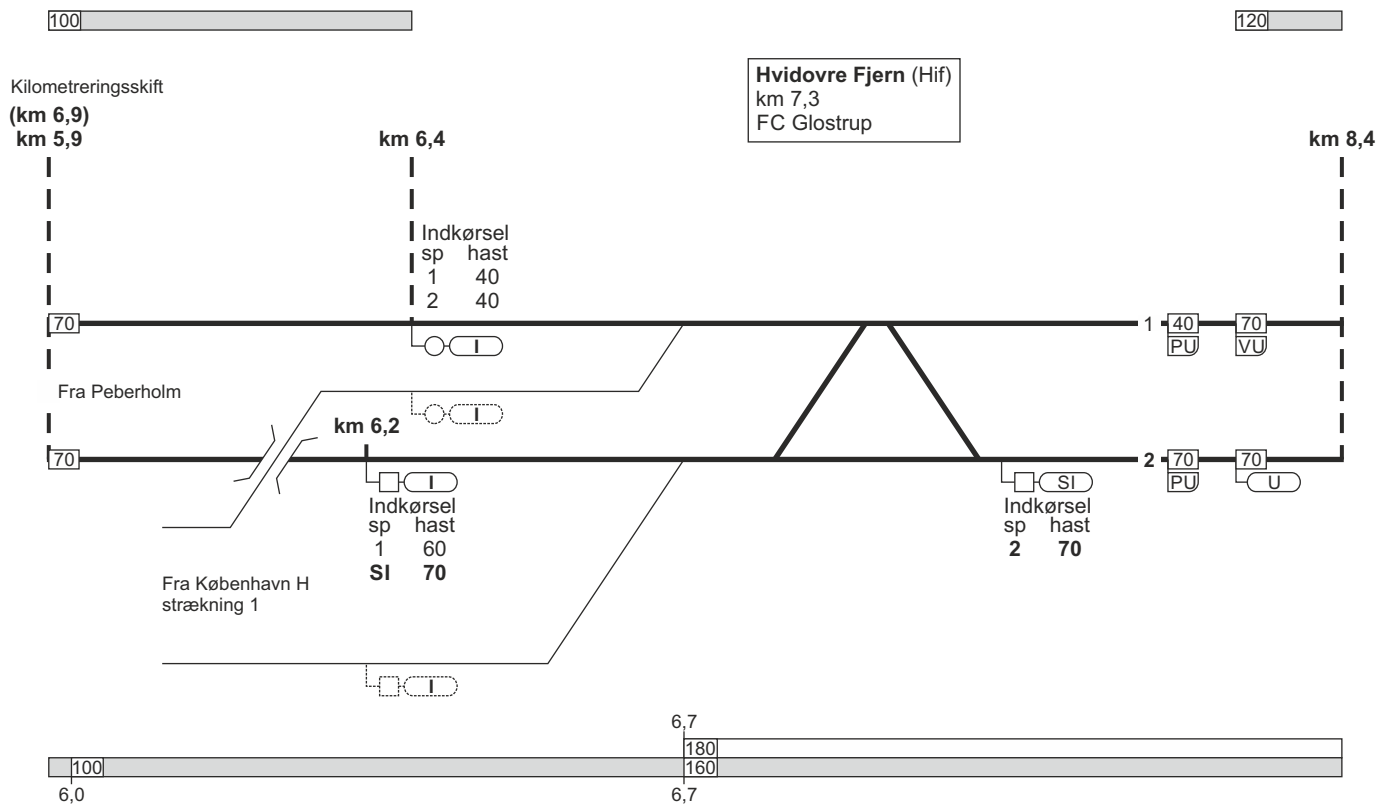 100
120
Kilometreringsskift
(km 6,9)
km 5,9
km 6,4
Hvidovre Fjern (Hif)
km 7,3
FC Glostrup
km 8,4
Indkørsel
sp hast
1 40
2 40
70
1
40
70
I
PU
VU
Fra Peberholm
I
km 6,2
70
2
70
70
I
SI
PU
U
Indkørsel
sp hast
1 60
SI 70
Indkørsel
sp hast
2 70
Fra København H
strækning 1
I
6,7
180
100
160
6,0
6,7